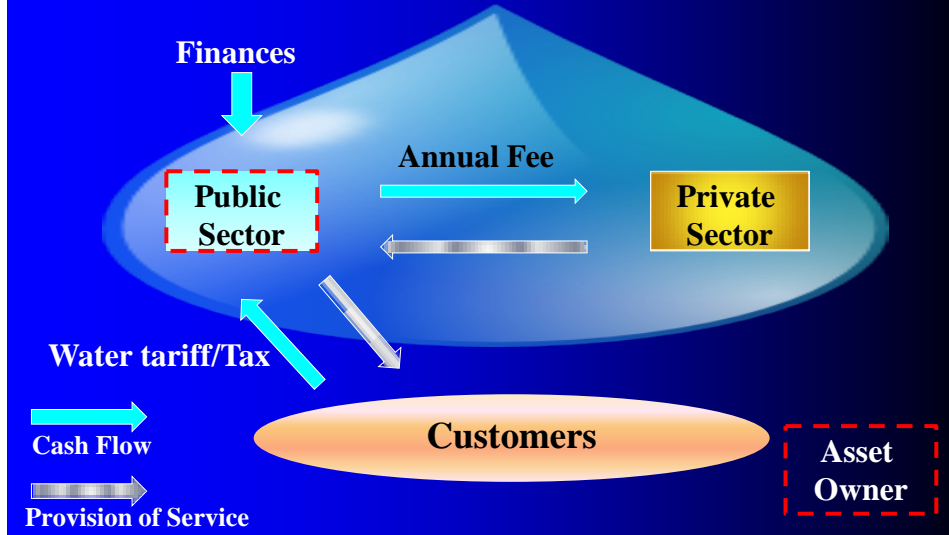 Finances
Annual Fee
Public
Sector
Private
Sector
Water tariff/Tax
Cash Flow
Customers
Provision of Service
Asset
Owner